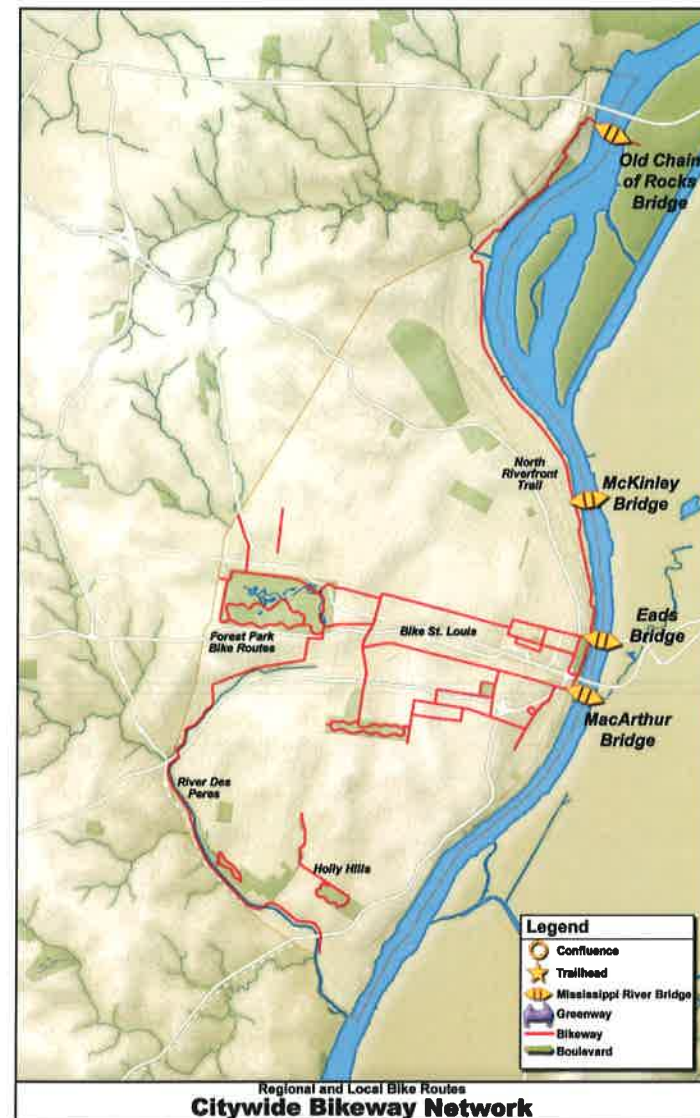 Old Chain
of Rocks
Bridge
North
Riverfront
Trail
McKinley
Bridge
Eads
Bridge
Forest Park
Bike Routes
Bike St. Louis
MacArthur
Bridge
River Des
Peres
Holly Hills
Legend
Confluence
Trailhead
Mississippi River Bridge
Greenway
Bikeway
Boulevard
Regional and Local Bike Routes
Citywide Bikeway Network